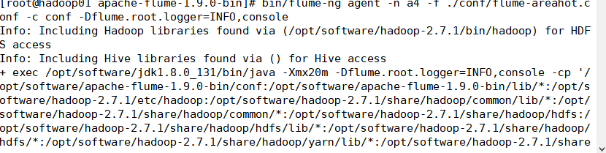 [root@hadoop01 apache-flume-1.9.0-bin]# bin/flume-ng agent -n a4 -f ./conf/flume-areahot.c
onf -c conf -Dflume.root.logger=INFO,console
Info: Including Hadoop libraries found via (/opt/software/hadoop-2.7.1/bin/hadoop) for HDF
S access
Info: Including Hive libraries found via () for Hive access
+ exec /opt/software/jdk1.8.0_131/bin/java -Xmx20m -Dflume.root.logger=INFO,console -cp '/
opt/software/apache-flume-1.9.0-bin/conf:/opt/software/apache-flume-1.9.0-bin/lib/*:/opt/s
oftware/hadoop-2.7.1/etc/hadoop:/opt/software/hadoop-2.7.1/share/hadoop/common/lib/*:/opt/
software/hadoop-2.7.1/share/hadoop/common/*:/opt/software/hadoop-2.7.1/share/hadoop/hdfs:/
opt/software/hadoop-2.7.1/share/hadoop/hdfs/lib/*:/opt/software/hadoop-2.7.1/share/hadoop/
hdfs/*:/opt/software/hadoop-2.7.1/share/hadoop/yarn/lib/*:/opt/software/hadoop-2.7.1/share